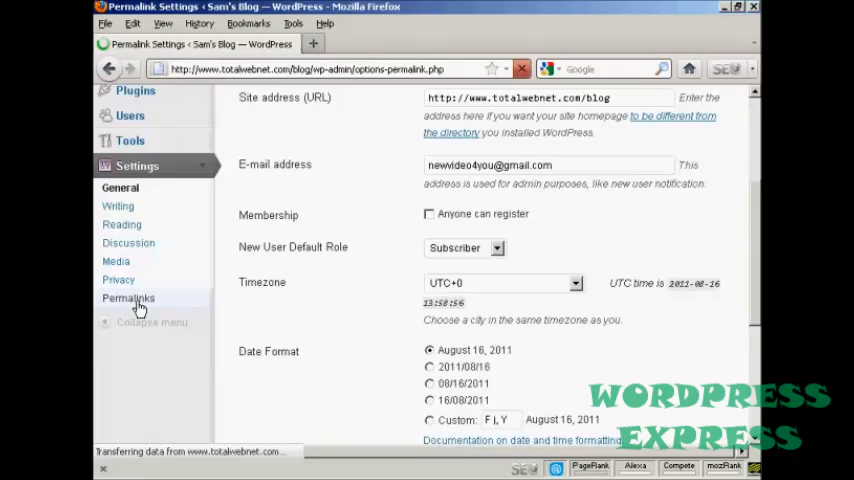 Permalink Settings ‹ Sam's Blog — WordPress - Mozilla Firefox
File Edit View History Bookmarks Tools Help
Permalink Settings ‹ Sam's Blog — WordPress
http://www.totalwebnet.com/blog/wp-admin/options-permalink.php
Google
SEO
Plugins
Users
Tools
Settings
General
Writing
Reading
Discussion
Media
Privacy
Permalinks
Collapse menu
Site address (URL) http://www.totalwebnet.com/blog Enter the
address here if you want your site homepage to be different from
the directory you installed WordPress.
E-mail address newvideo4you@gmail.com This
address is used for admin purposes, like new user notification.
Membership Anyone can register
New User Default Role Subscriber
Timezone UTC+0 UTC time is 2011-08-16
13:58:56
Choose a city in the same timezone as you.
Date Format August 16, 2011
2011/08/16
08/16/2011
16/08/2011
Custom: F j, Y August 16, 2011
Documentation on date and time formatting
WORDPRESS
EXPRESS
Transferring data from www.totalwebnet.com...
SEO PageRank Alexa Compete mozRank